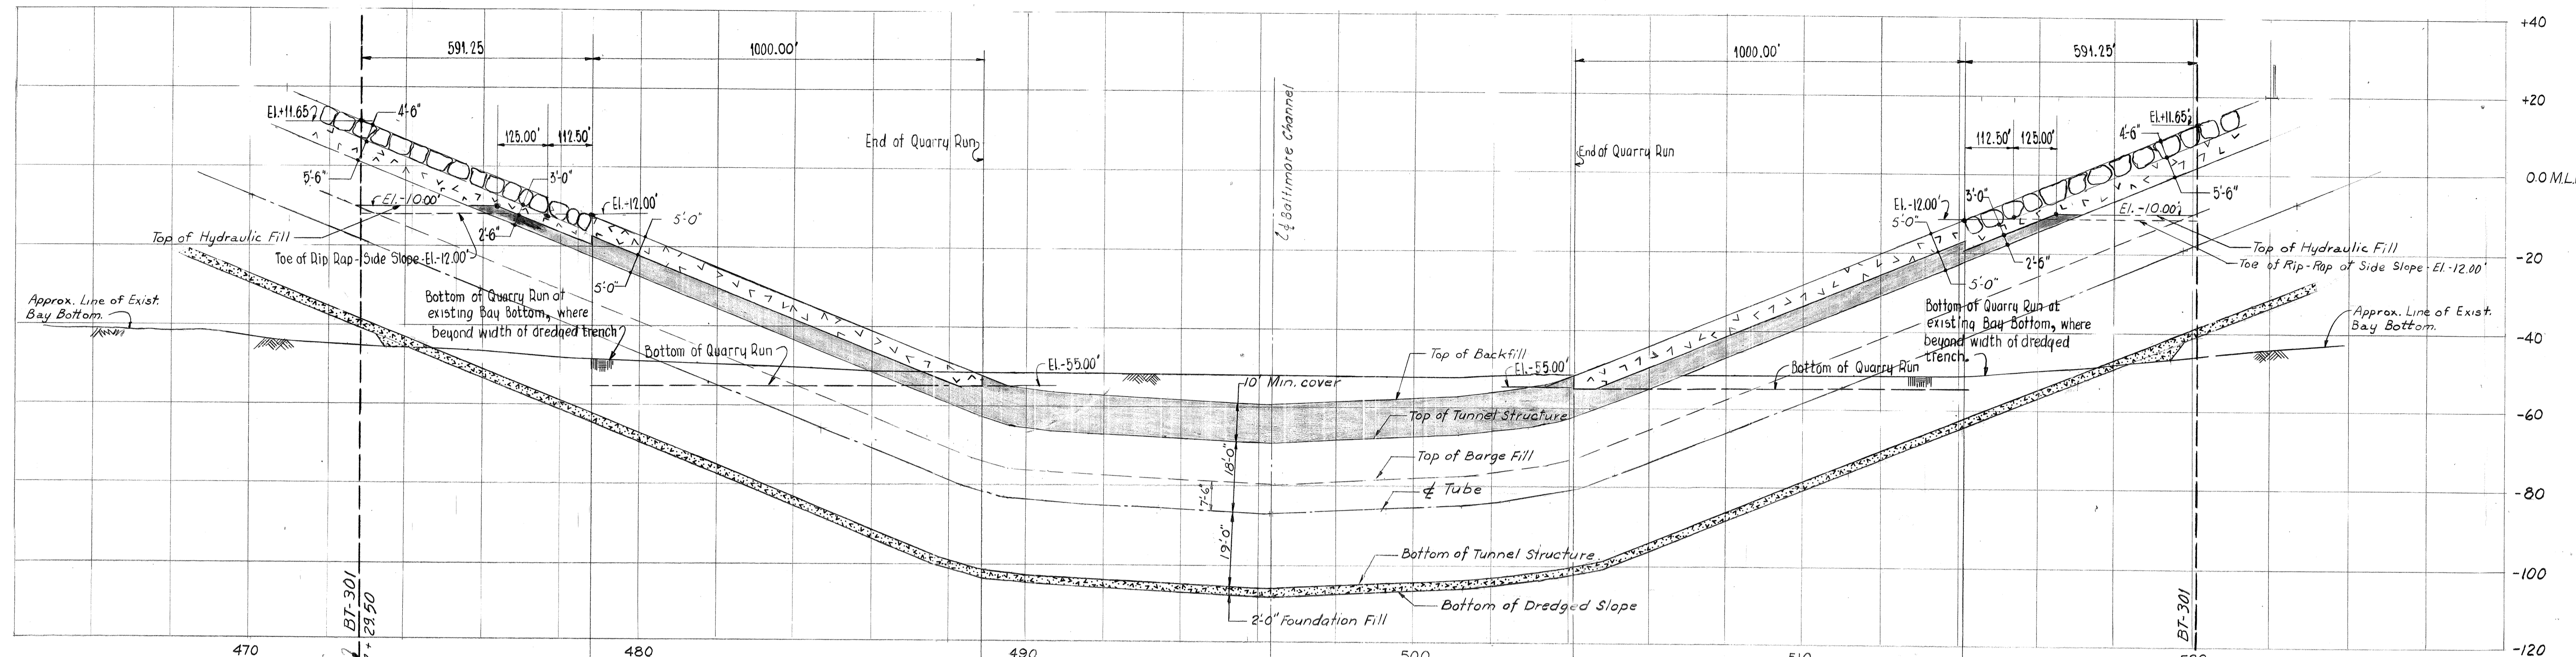 +40
591.25
1000.00'
1000.00'
591.25'
+20
El.+11.65
4'-6"
125.00'
112.50'
End of Quarry Run
℄ Baltimore Channel
End of Quarry Run
112.50'
125.00'
4'-6"
El.+11.65
5'-6"
3'-0"
El.-10.00'
El.-12.00'
5'-0"
El.-12.00'
3'-0"
5'-0"
El.-10.00'
5'-6"
0.0 M.L.
Top of Hydraulic Fill
2'-6"
Toe of Rip Rap-Side Slope-El.-12.00'
5'-0"
2'-6"
5'-0"
Top of Hydraulic Fill
Toe of Rip-Rap at Side Slope-El.-12.00'
-20
Approx. Line of Exist.
Bay Bottom.
Bottom of Quarry Run at
existing Bay Bottom, where
beyond width of dredged trench
Bottom of Quarry Run
El.-55.00'
10' Min. cover
Top of Backfill
El.-55.00'
Bottom of Quarry Run at
existing Bay Bottom, where
beyond width of dredged
trench.
Bottom of Quarry Run
Approx. Line of Exist.
Bay Bottom.
-40
Top of Tunnel Structure
-60
18'-0"
Top of Barge Fill
7'-6"
℄ Tube
-80
19'-0"
Bottom of Tunnel Structure
-100
Bottom of Dredged Slope
2'-0" Foundation Fill
BT-301
+ 29.50
BT-301
-120
470
480
490
500
510